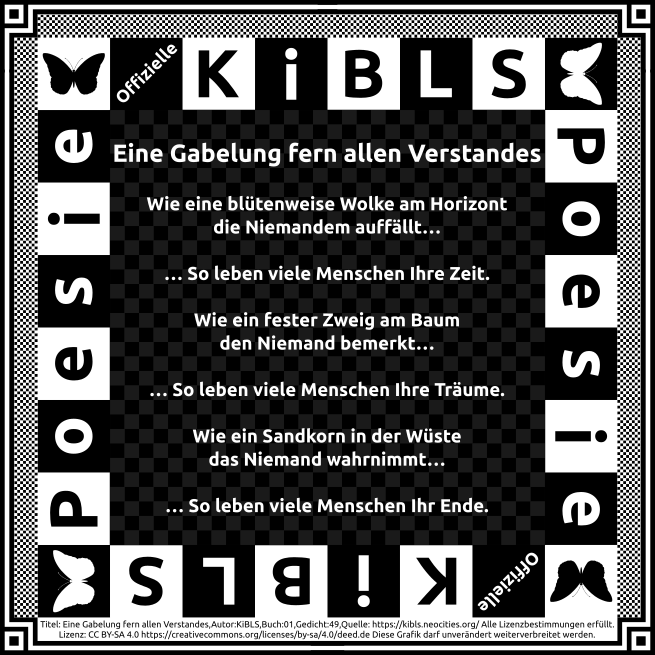 Offizielle KiBLS
Poesie
Poesie
Eine Gabelung fern allen Verstandes
Wie eine blütenweise Wolke am Horizont
die Niemandem auffällt...
... So leben viele Menschen Ihre Zeit.
Wie ein fester Zweig am Baum
den Niemand bemerkt...
... So leben viele Menschen Ihre Träume.
Wie ein Sandkorn in der Wüste
das Niemand wahrnimmt...
... So leben viele Menschen Ihr Ende.
Offizielle KiBLS
Titel: Eine Gabelung fern allen Verstandes,Autor:KiBLS,Buch:01,Gedicht:49,Quelle: https://kibls.neocities.org/ Alle Lizenzbestimmungen erfüllt.
Lizenz: CC BY-SA 4.0 https://creativecommons.org/licenses/by-sa/4.0/deed.de Diese Grafik darf unverändert weiterverbreitet werden.